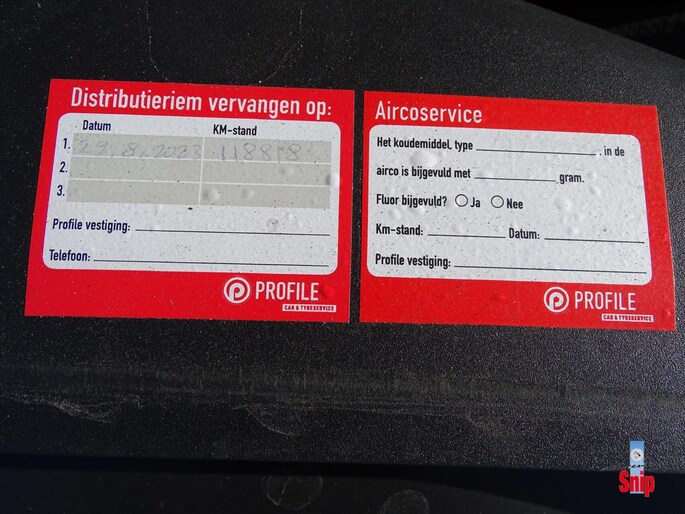 Distributieriem vervangen op:
Datum KM-stand
1. 29.8.2023 118818
2.
3.
Profile vestiging:
Telefoon:
PROFILE
CAR & TYRESERVICE
Aircoservice
Het koudemiddel, type , in de
airco is bijgevuld met gram.
Fluor bijgevuld? Ja Nee
Km-stand: Datum:
Profile vestiging:
PROFILE
CAR & TYRESERVICE
Snip